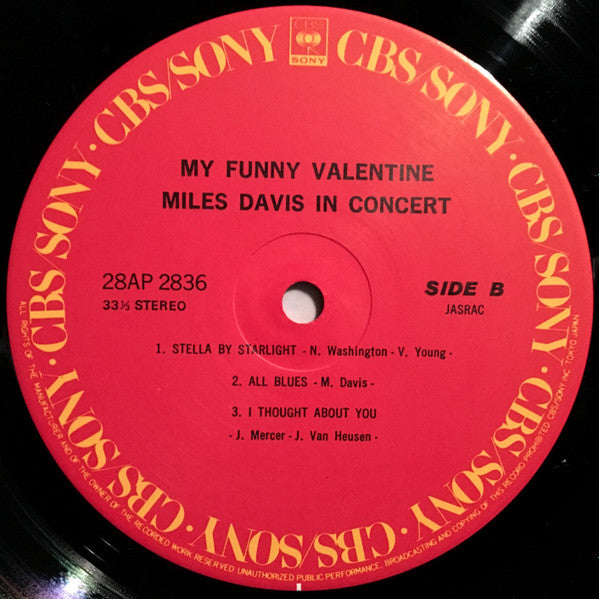 CBS
SONY
CBS/SONY · CBS/SONY · CBS/SONY · CBS/SONY · CBS/SONY · CBS/SONY · CBS/SONY · CBS/SONY
MY FUNNY VALENTINE
MILES DAVIS IN CONCERT
28AP 2836
33⅓ STEREO
SIDE B
JASRAC
1. STELLA BY STARLIGHT - N. Washington - V. Young -
2. ALL BLUES - M. Davis -
3. I THOUGHT ABOUT YOU
- J. Mercer - J. Van Heusen -
ALL RIGHTS OF THE MANUFACTURER AND OF THE OWNER OF THE RECORDED WORK RESERVED. UNAUTHORIZED PUBLIC PERFORMANCE, BROADCASTING AND COPYING OF THIS RECORD PROHIBITED. CBS/SONY INC. TOKYO JAPAN